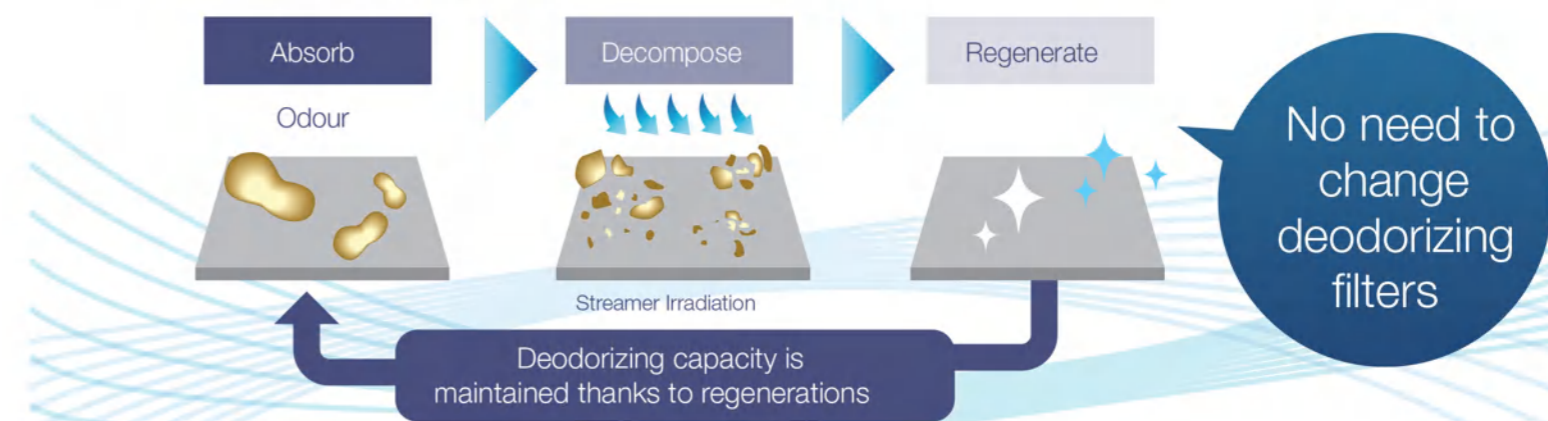 Absorb
Decompose
Regenerate
Odour
No need to
change
deodorizing
filters
Streamer Irradiation
Deodorizing capacity is
maintained thanks to regenerations